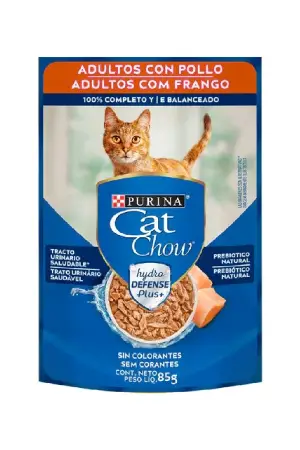 ADULTOS CON POLLO
ADULTOS COM FRANGO
100% COMPLETO Y | E BALANCEADO
PURINA
Cat
Chow
hydro
DEFENSE
Plus+
TRACTO
URINARIO
SALUDABLE*
TRATO URINÁRIO
SAUDÁVEL
PREBIÓTICO
NATURAL
PREBIÓTICO
NATURAL
SIN COLORANTES
SEM CORANTES
CONT. NETO
PESO LÍQ. 85g